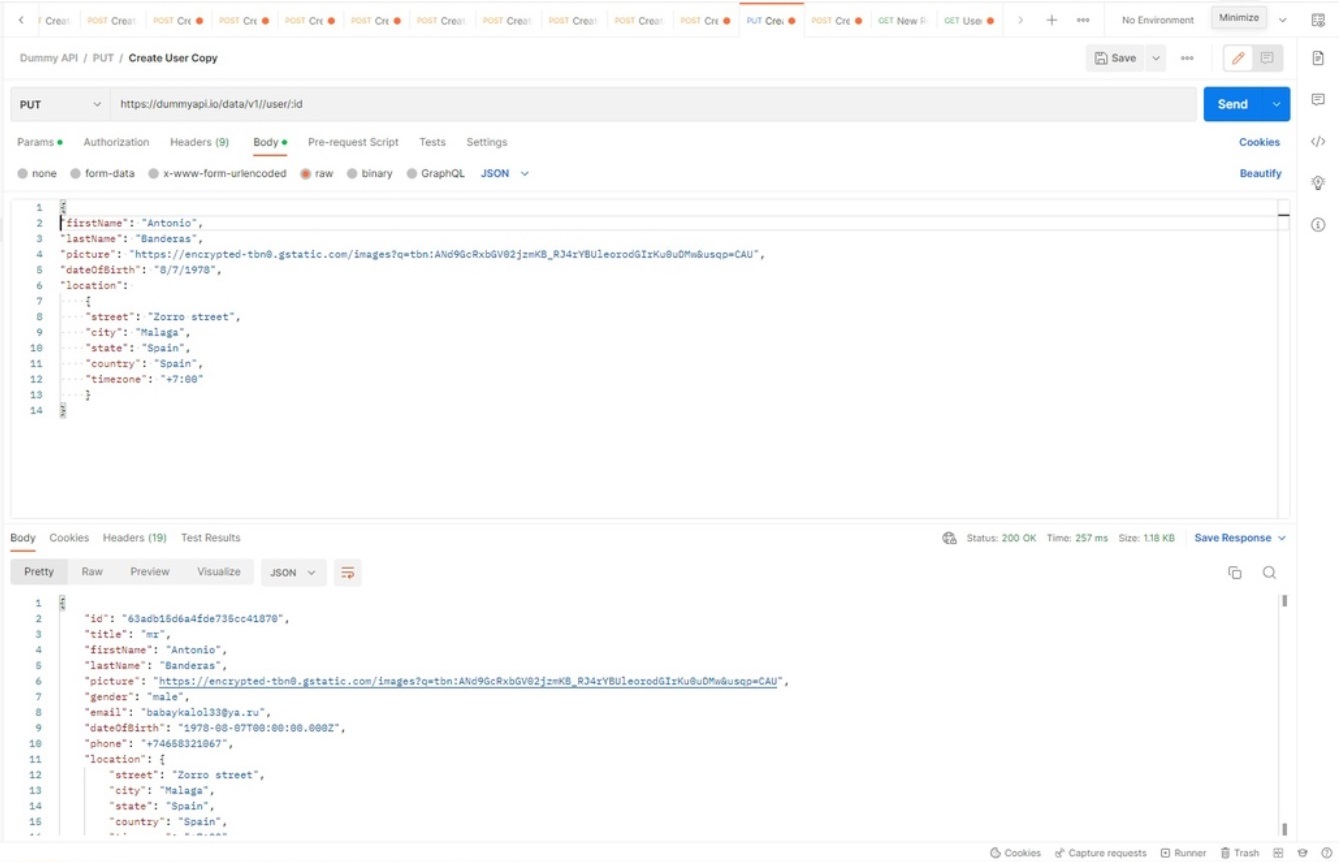 Creat POST Creat POST Cre POST Cre POST Cre POST Cre POST Creat POST Creat POST Creat POST Creat POST Cre PUT Crea POST Cre GET New R GET User No Environment Minimize
Dummy API / PUT / Create User Copy Save
PUT https://dummyapi.io/data/v1//user/:id Send
Params Authorization Headers (9) Body Pre-request Script Tests Settings Cookies
none form-data x-www-form-urlencoded raw binary GraphQL JSON Beautify
1 {
2 "firstName": "Antonio",
3 "lastName": "Banderas",
4 "picture": "https://encrypted-tbn0.gstatic.com/images?q=tbn:ANd9GcRxbGV02jzmKB_RJ4rYBUleorodGIrKu0uDMw&usqp=CAU",
5 "dateOfBirth": "8/7/1978",
6 "location":
7 {
8 "street": "Zorro street",
9 "city": "Malaga",
10 "state": "Spain",
11 "country": "Spain",
12 "timezone": "+7:00"
13 }
14 }
Body Cookies Headers (19) Test Results Status: 200 OK Time: 257 ms Size: 1.18 KB Save Response
Pretty Raw Preview Visualize JSON
1 {
2 "id": "63adb15d6a4fde735cc41870",
3 "title": "mr",
4 "firstName": "Antonio",
5 "lastName": "Banderas",
6 "picture": "https://encrypted-tbn0.gstatic.com/images?q=tbn:ANd9GcRxbGV02jzmKB_RJ4rYBUleorodGIrKu0uDMw&usqp=CAU",
7 "gender": "male",
8 "email": "babaykalol33@ya.ru",
9 "dateOfBirth": "1978-08-07T00:00:00.000Z",
10 "phone": "+74658321067",
11 "location": {
12 "street": "Zorro street",
13 "city": "Malaga",
14 "state": "Spain",
15 "country": "Spain",
Cookies Capture requests Runner Trash